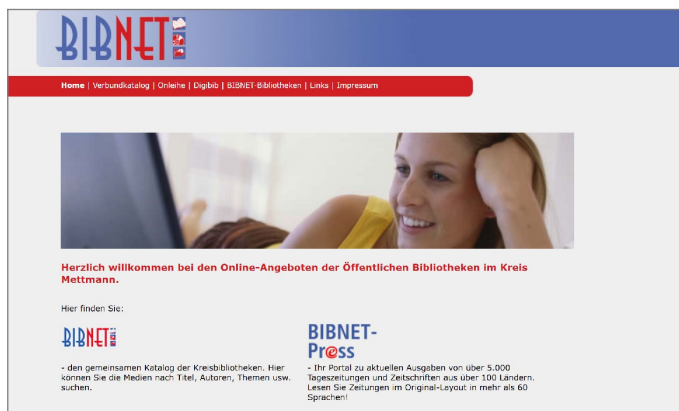 BIBNET
Home | Verbundkatalog | Onleihe | Digibib | BIBNET-Bibliotheken | Links | Impressum
Herzlich willkommen bei den Online-Angeboten der Öffentlichen Bibliotheken im Kreis
Mettmann.
Hier finden Sie:
BIBNET
- den gemeinsamen Katalog der Kreisbibliotheken. Hier
können Sie die Medien nach Titel, Autoren, Themen usw.
suchen.
BIBNET-
Pr@ss
- Ihr Portal zu aktuellen Ausgaben von über 5.000
Tageszeitungen und Zeitschriften aus über 100 Ländern.
Lesen Sie Zeitungen im Original-Layout in mehr als 60
Sprachen!